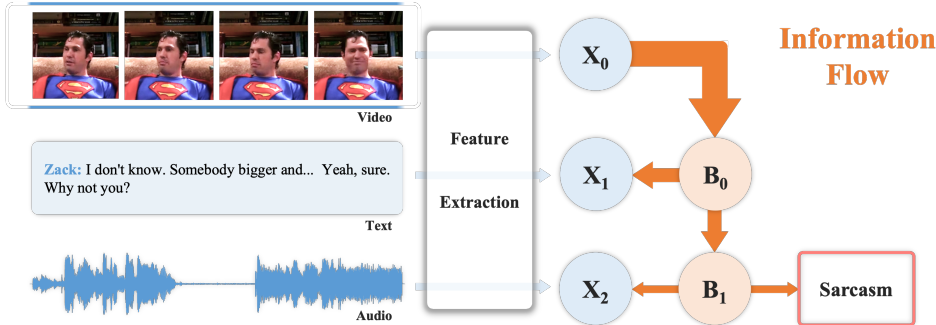 Video
Zack: I don't know. Somebody bigger and... Yeah, sure.
Why not you?
Text
Audio
Feature
Extraction
X0
X1
X2
B0
B1
Sarcasm
Information
Flow